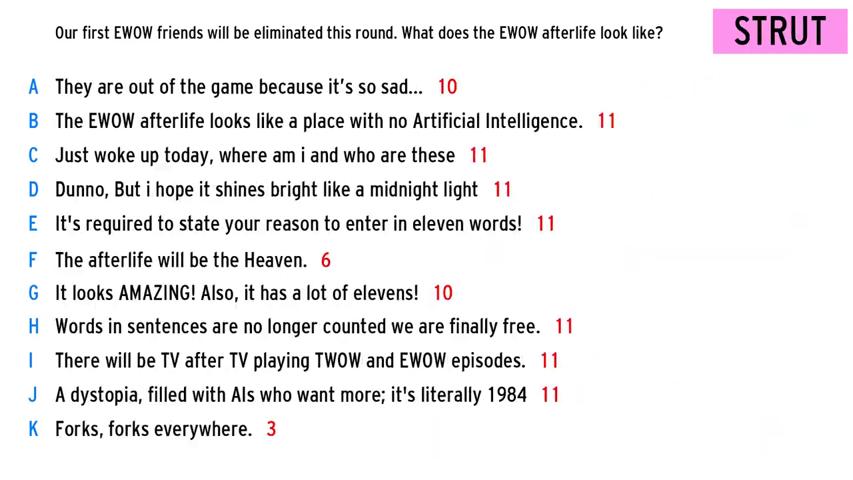 Our first EWOW friends will be eliminated this round. What does the EWOW afterlife look like?
STRUT
A They are out of the game because it's so sad... 10
B The EWOW afterlife looks like a place with no Artificial Intelligence. 11
C Just woke up today, where am i and who are these 11
D Dunno, But i hope it shines bright like a midnight light 11
E It's required to state your reason to enter in eleven words! 11
F The afterlife will be the Heaven. 6
G It looks AMAZING! Also, it has a lot of elevens! 10
H Words in sentences are no longer counted we are finally free. 11
I There will be TV after TV playing TWOW and EWOW episodes. 11
J A dystopia, filled with AIs who want more; it's literally 1984 11
K Forks, forks everywhere. 3